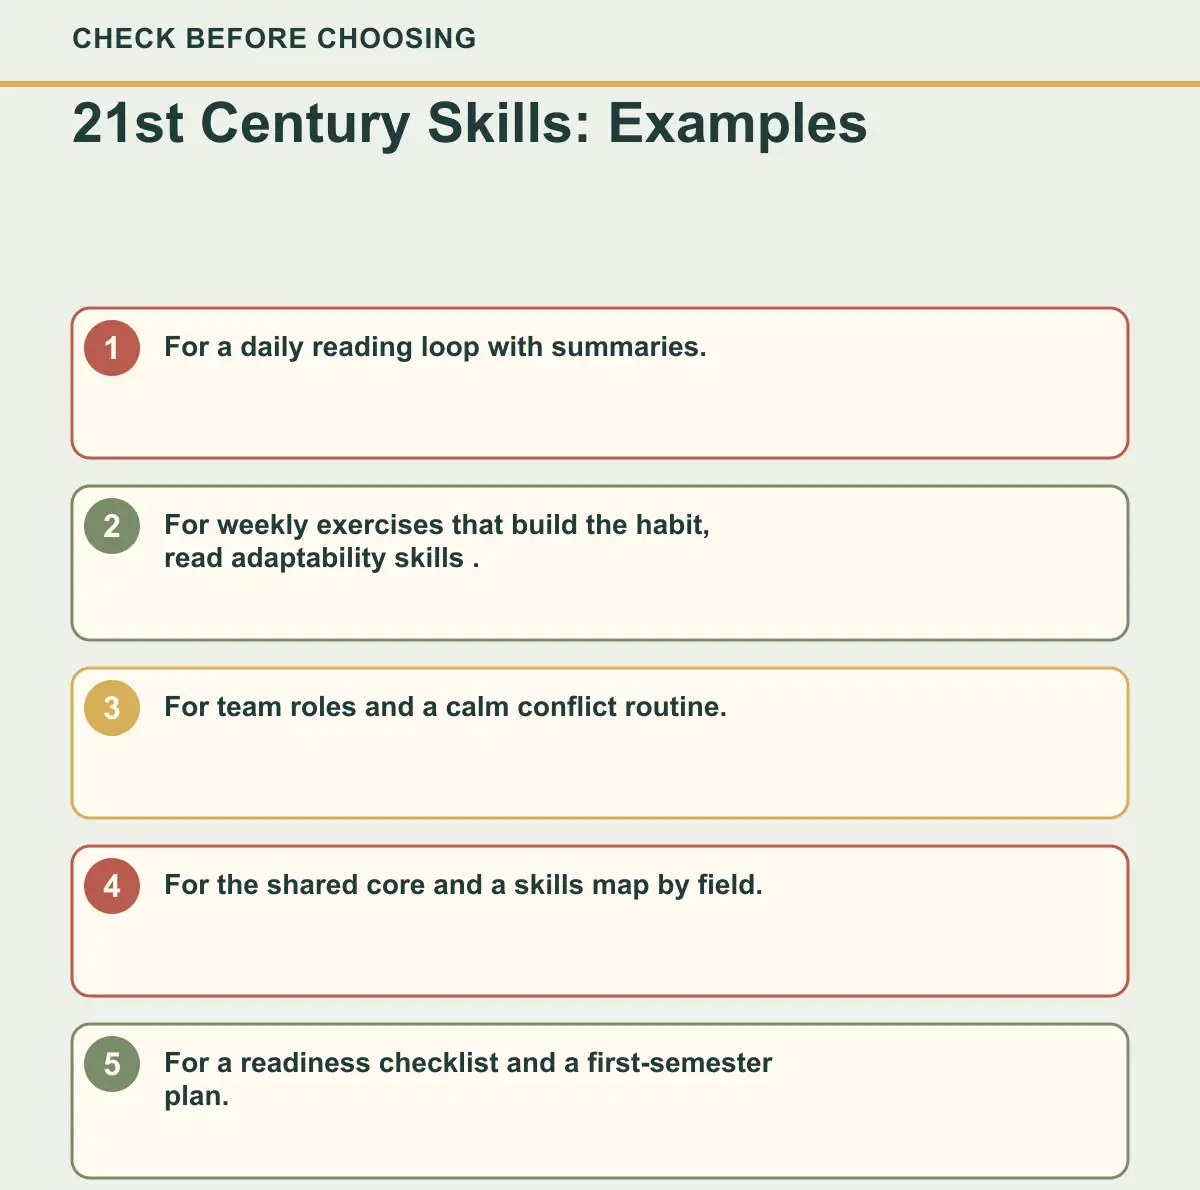 CHECK BEFORE CHOOSING
21st Century Skills: Examples
1
For a daily reading loop with summaries.
2
For weekly exercises that build the habit,
read adaptability skills .
3
For team roles and a calm conflict routine.
4
For the shared core and a skills map by field.
5
For a readiness checklist and a first-semester
plan.